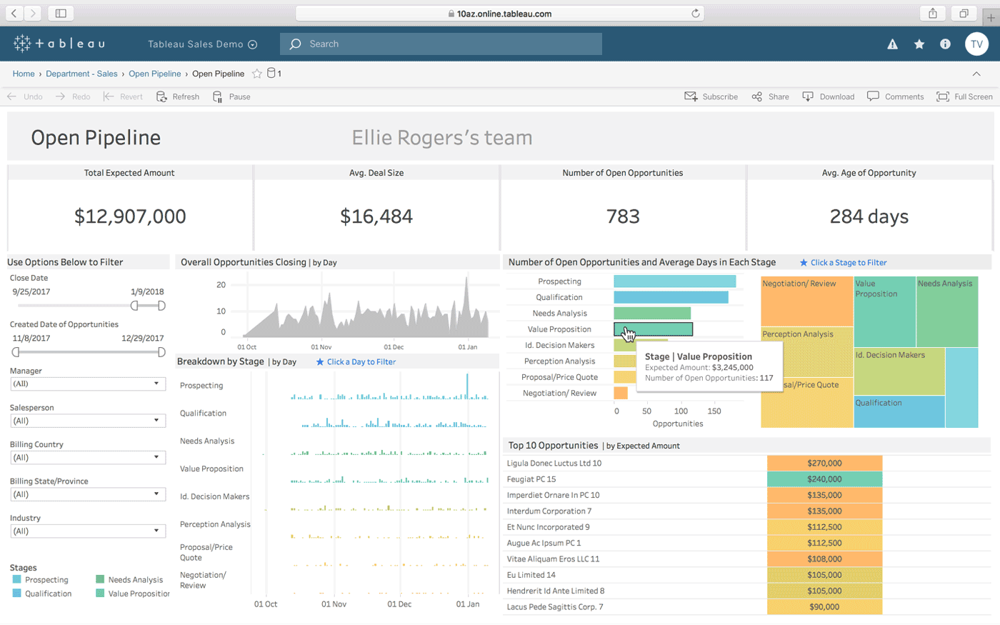 10az.online.tableau.com
+ a b l e a u
Tableau Sales Demo
Search
TV
Home › Department - Sales › Open Pipeline › Open Pipeline 1
Undo Redo Revert Refresh Pause Subscribe Share Download Comments Full Screen
Open Pipeline
Ellie Rogers's team
Total Expected Amount
$12,907,000
Avg. Deal Size
$16,484
Number of Open Opportunities
783
Avg. Age of Opportunity
284 days
Use Options Below to Filter
Close Date
9/25/2017 1/9/2018
Created Date of Opportunities
11/8/2017 12/29/2017
Manager
(All)
Salesperson
(All)
Billing Country
(All)
Billing State/Province
(All)
Industry
(All)
Stages
Prospecting Needs Analysis
Qualification Value Proposition
Overall Opportunities Closing | by Day
20
10
0
01 Oct 01 Nov 01 Dec 01 Jan
Breakdown by Stage | by Day
Click a Day to Filter
Prospecting
Qualification
Needs Analysis
Value Proposition
Id. Decision Makers
Perception Analysis
Proposal/Price
Quote
Negotiation/
Review
01 Oct 01 Nov 01 Dec 01 Jan
Number of Open Opportunities and Average Days in Each Stage
Click a Stage to Filter
Prospecting
Qualification
Needs Analysis
Value Proposition
Id. Decision Makers
Perception Analysis
Proposal/Price Quote
Negotiation/ Review
0 50 100 150
Opportunities
Stage | Value Proposition
Expected Amount: $3,245,000
Number of Open Opportunities: 117
Negotiation/ Review
Perception Analysis
sal/Price Quote
Value
Proposition
Needs Analysis
Id. Decision Makers
Qualification
Top 10 Opportunities | by Expected Amount
Ligula Donec Luctus Ltd 10 $270,000
Feugiat PC 15 $240,000
Imperdiet Ornare In PC 10 $135,000
Interdum Corporation 7 $135,000
Et Nunc Incorporated 9 $112,500
Augue Ac Ipsum PC 1 $112,500
Vitae Aliquam Eros LLC 11 $108,000
Eu Limited 14 $105,000
Hendrerit Id Ante Limited 8 $105,000
Lacus Pede Sagittis Corp. 7 $90,000